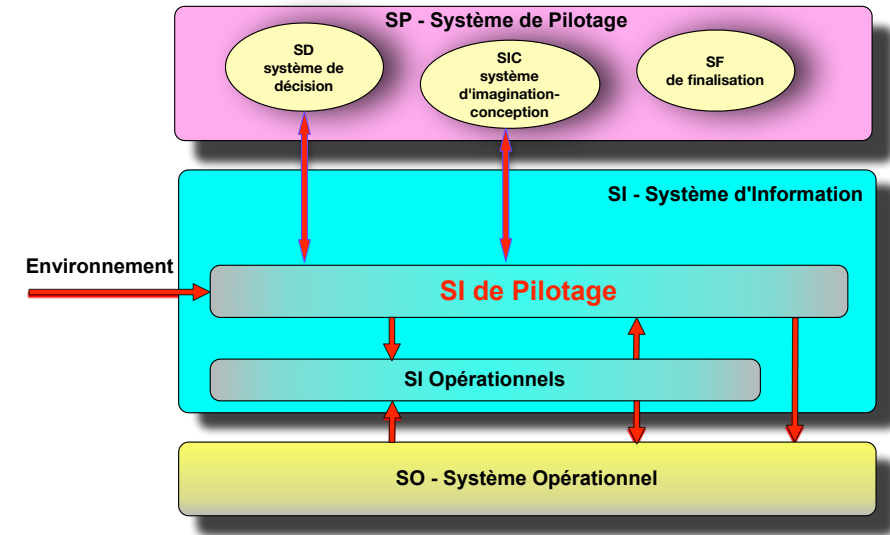 SP - Système de Pilotage
SD
système de
décision
SIC
système
d'imagination-
conception
SF
de finalisation
SI - Système d'Information
Environnement
SI de Pilotage
SI Opérationnels
SO - Système Opérationnel